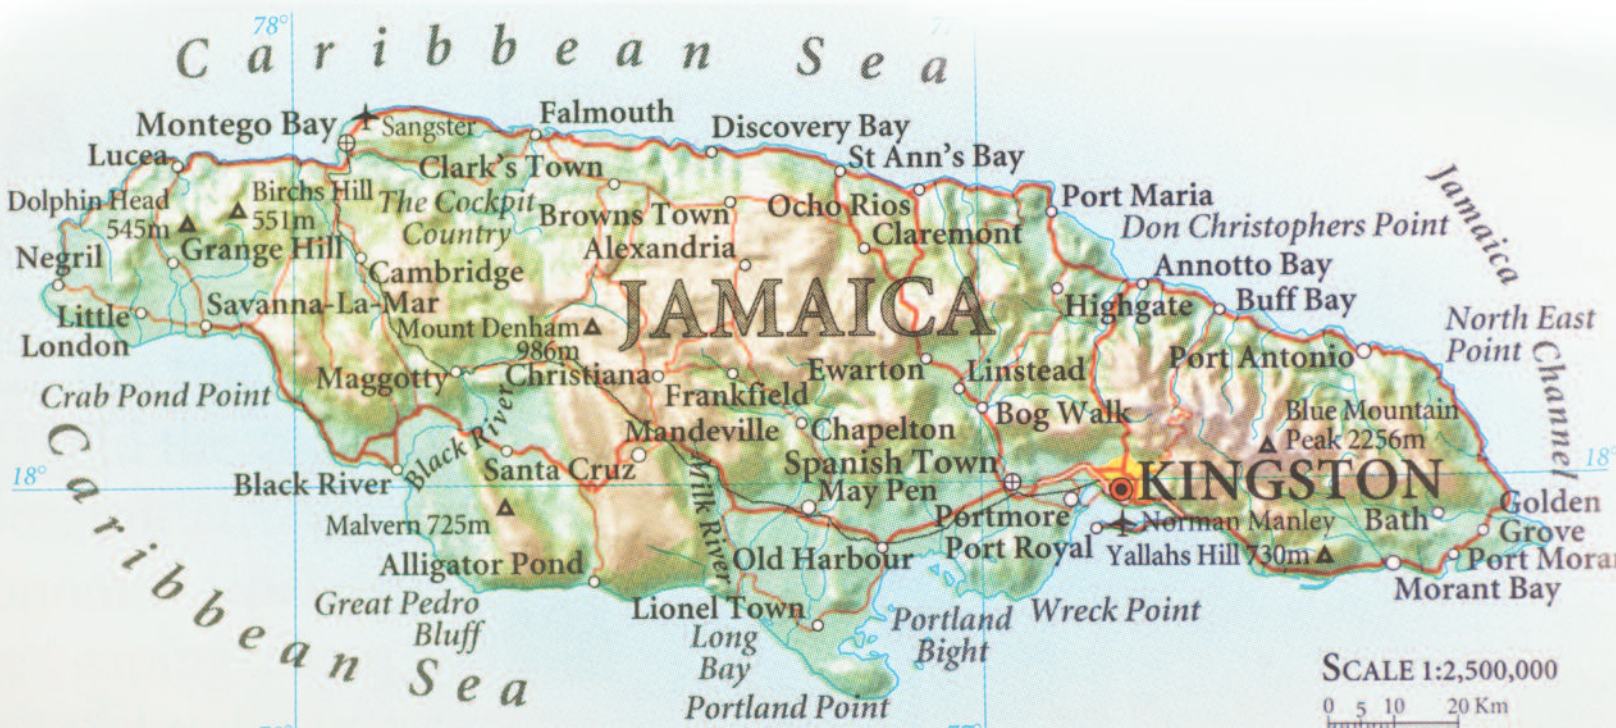 78°
77
Caribbean Sea
Montego Bay
Sangster
Falmouth
Discovery Bay
Lucea
Clark's Town
St Ann's Bay
Dolphin Head
545m
Birchs Hill
551m
The Cockpit
Country
Browns Town
Ocho Rios
Port Maria
Don Christophers Point
Jamaica Channel
Negril
Grange Hill
Alexandria
Claremont
Cambridge
Annotto Bay
Little
London
Savanna-La-Mar
JAMAICA
Highgate
Buff Bay
Mount Denham
986m
North East
Point
Crab Pond Point
Maggotty
Christiana
Frankfield
Ewarton
Linstead
Port Antonio
Black River
Mandeville
Chapelton
Bog Walk
Blue Mountain
Peak 2256m
18°
Black River
Santa Cruz
Milk River
Spanish Town
May Pen
KINGSTON
18°
Malvern 725m
Portmore
Norman Manley
Bath
Golden
Grove
Alligator Pond
Old Harbour
Port Royal
Yallahs Hill 730m
Port Moran
Morant Bay
Great Pedro
Bluff
Lionel Town
Long
Bay
Portland
Bight
Wreck Point
Caribbean Sea
Portland Point
SCALE 1:2,500,000
0 5 10 20 Km